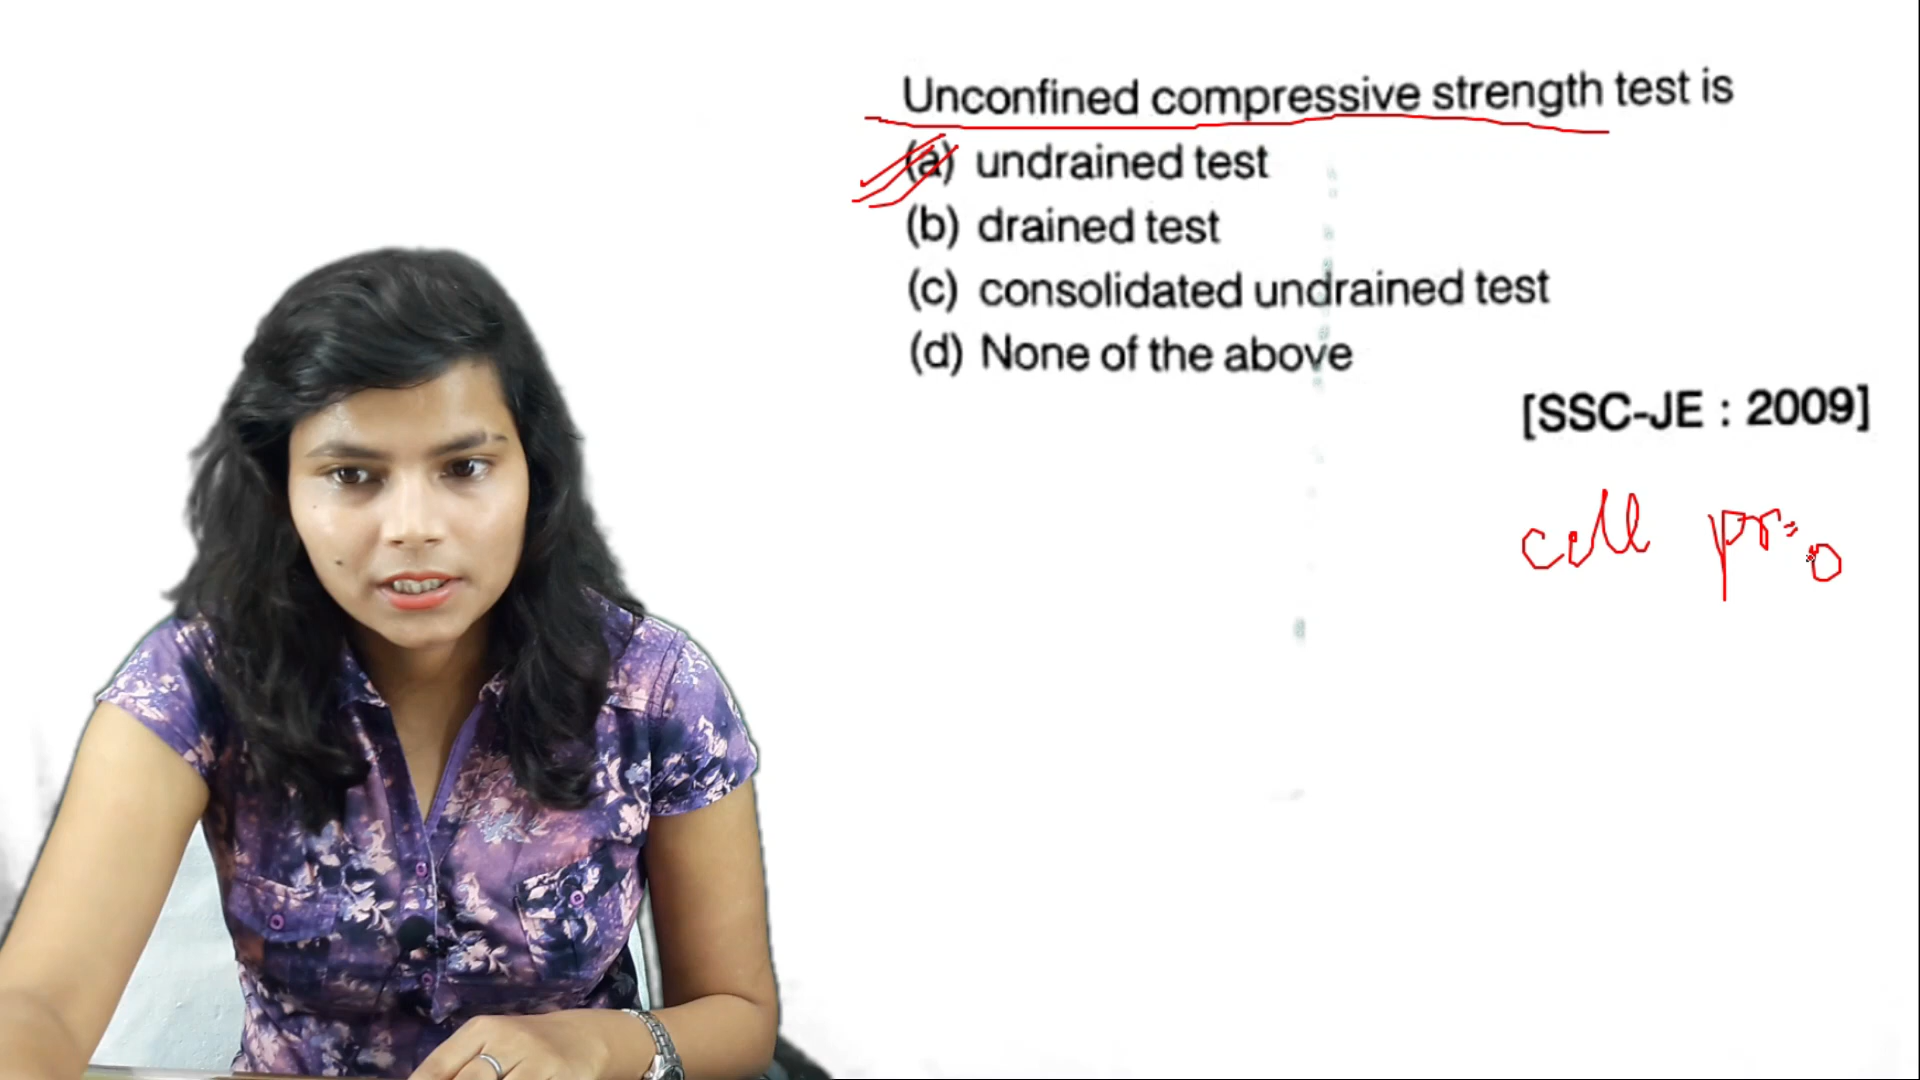 Unconfined compressive strength test is
(a) undrained test
(b) drained test
(c) consolidated undrained test
(d) None of the above
[SSC-JE : 2009]
cell pr = 0